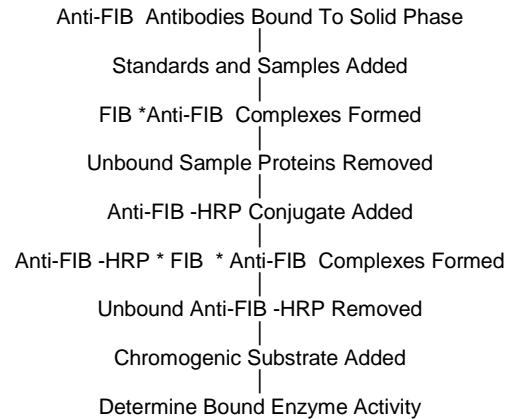 Anti-FIB Antibodies Bound To Solid Phase
Standards and Samples Added
FIB *Anti-FIB Complexes Formed
Unbound Sample Proteins Removed
Anti-FIB -HRP Conjugate Added
Anti-FIB -HRP * FIB * Anti-FIB Complexes Formed
Unbound Anti-FIB -HRP Removed
Chromogenic Substrate Added
Determine Bound Enzyme Activity